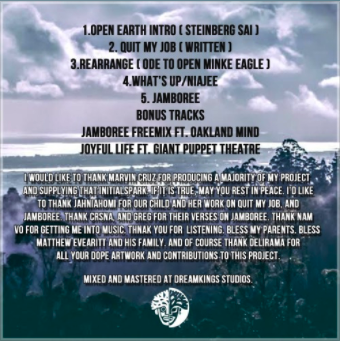 1.OPEN EARTH INTRO ( STEINBERG SAI )
2. QUIT MY JOB ( WRITTEN )
3.REARRANGE ( ODE TO OPEN MINKE EAGLE )
4.WHAT'S UP/NIAJEE
5. JAMBOREE
BONUS TRACKS
JAMBOREE FREEMIX FT. OAKLAND MIND
JOYFUL LIFE FT. GIANT PUPPET THEATRE
I WOULD LIKE TO THANK MARVIN CRUZ FOR PRODUCING A MAJORITY OF MY PROJECT
AND SUPPLYING THAT INITIAL SPARK. IF IT IS TRUE, MAY YOU REST IN PEACE. I'D LIKE
TO THANK JAHNIAHOMI FOR OUR CHILD AND HER WORK ON QUIT MY JOB, AND
JAMBOREE. THANK CRSNA, AND GREG FOR THEIR VERSES ON JAMBOREE. THANK NAM
VO FOR GETTING ME INTO MUSIC. THNAK YOU FOR LISTENING. BLESS MY PARENTS. BLESS
MATTHEW EVEARITT AND HIS FAMILY. AND OF COURSE THANK DELIRAMA FOR
ALL YOUR DOPE ARTWORK AND CONTRIBUTIONS TO THIS PROJECT.
MIXED AND MASTERED AT DREAMKINGS STUDIOS.